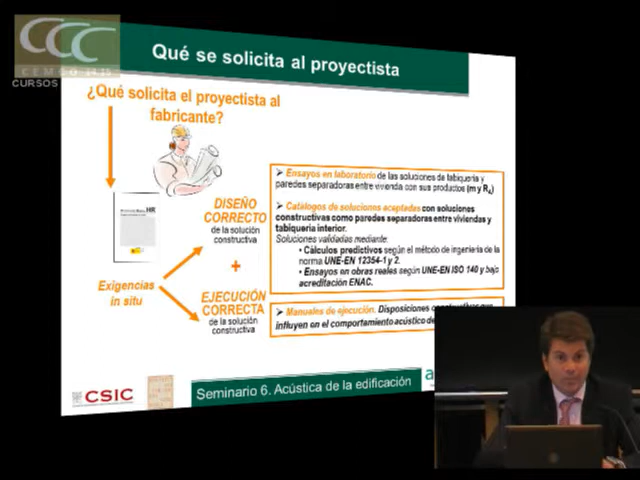 CCC
CEMCO
CURSOS
Qué se solicita al proyectista
¿Qué solicita el proyectista al
fabricante?
HR
DISEÑO
CORRECTO
de la solución
constructiva
+
Exigencias
in situ
EJECUCIÓN
CORRECTA
de la solución
constructiva
➢ Ensayos en laboratorio de las soluciones de tabiquería y
paredes separadoras entre vivienda con sus productos (m y RA)
➢ Catálogos de soluciones aceptadas con soluciones
constructivas como paredes separadoras entre viviendas y
tabiquería interior.
Soluciones validadas mediante:
• Cálculos predictivos según el método de ingeniería de la
norma UNE-EN 12354-1 y 2.
• Ensayos en obras reales según UNE-EN ISO 140 y bajo
acreditación ENAC.
➢ Manuales de ejecución. Disposiciones constructivas que
influyen en el comportamiento acústico de
CSIC
Seminario 6. Acústica de la edificación